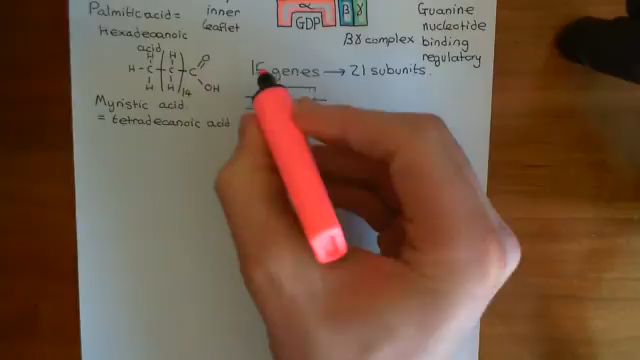 Palmitic acid =
Hexadecanoic
acid
inner
leaflet
H
H
H - C - C - C
O
OH
H
H
14
Myristic acid
= tetradecanoic acid
α
GDP
β γ
βγ complex
Guanine
nucleotide
binding
regulatory
genes → 21 subunits.